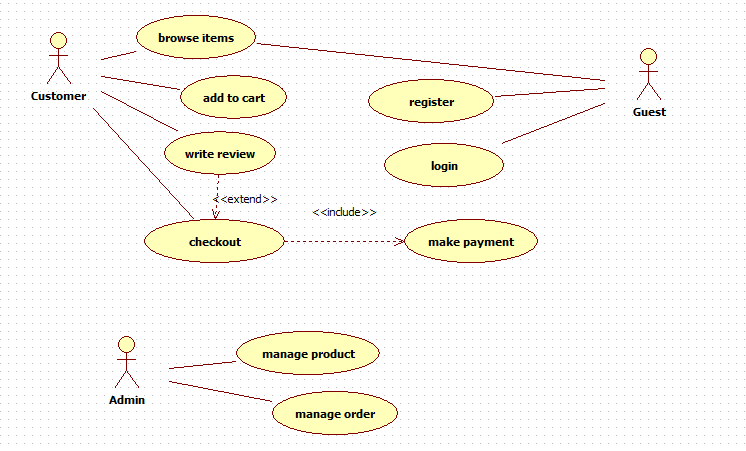 browse items
Customer
add to cart
register
Guest
write review
login
<<extend>>
<<include>>
checkout
make payment
manage product
Admin
manage order